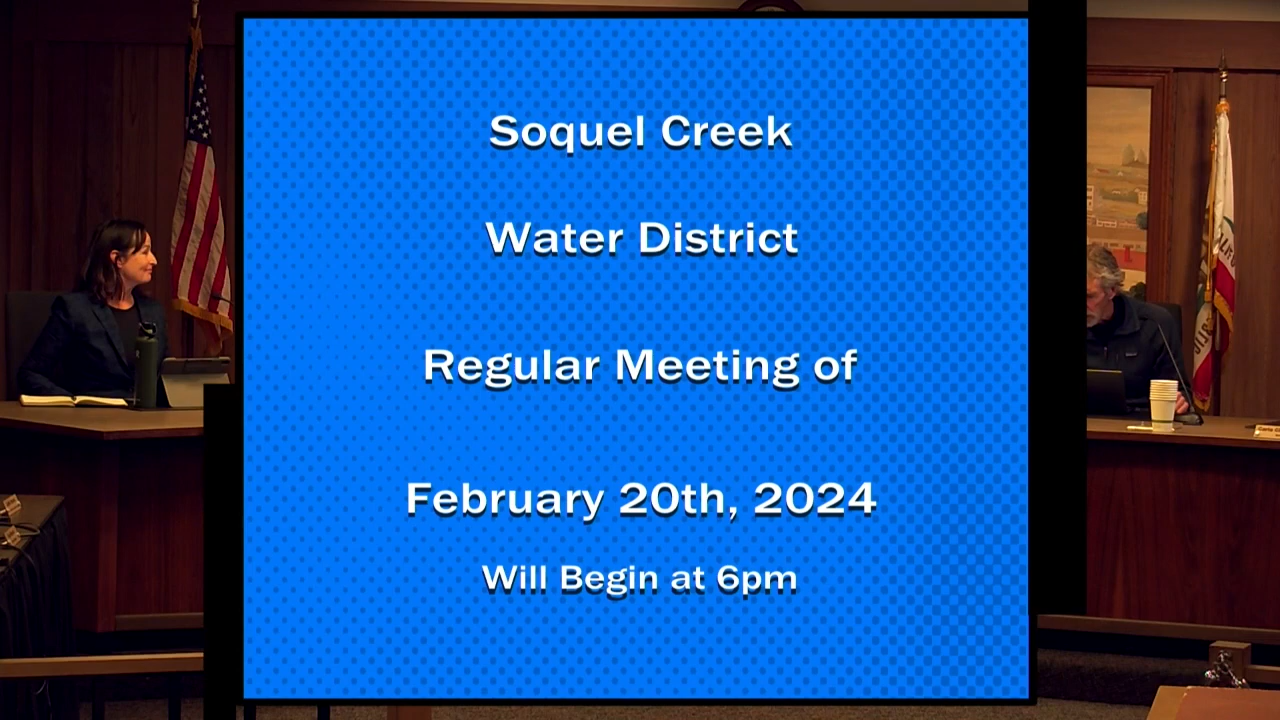 Soquel Creek
Water District
Regular Meeting of
February 20th, 2024
Will Begin at 6pm